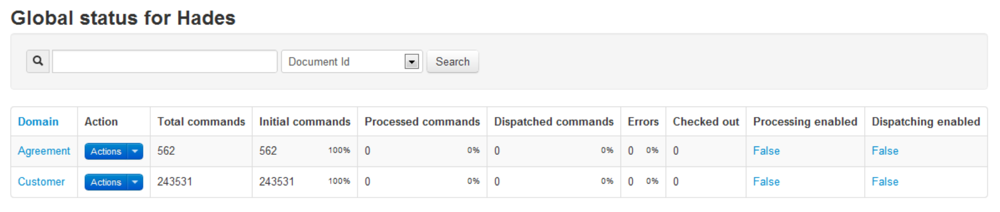 Global status for Hades
Document Id Search
Domain Action Total commands Initial commands Processed commands Dispatched commands Errors Checked out Processing enabled Dispatching enabled
Agreement Actions 562 562 100% 0 0% 0 0% 0 0% 0 False False
Customer Actions 243531 243531 100% 0 0% 0 0% 0 0% 0 False False